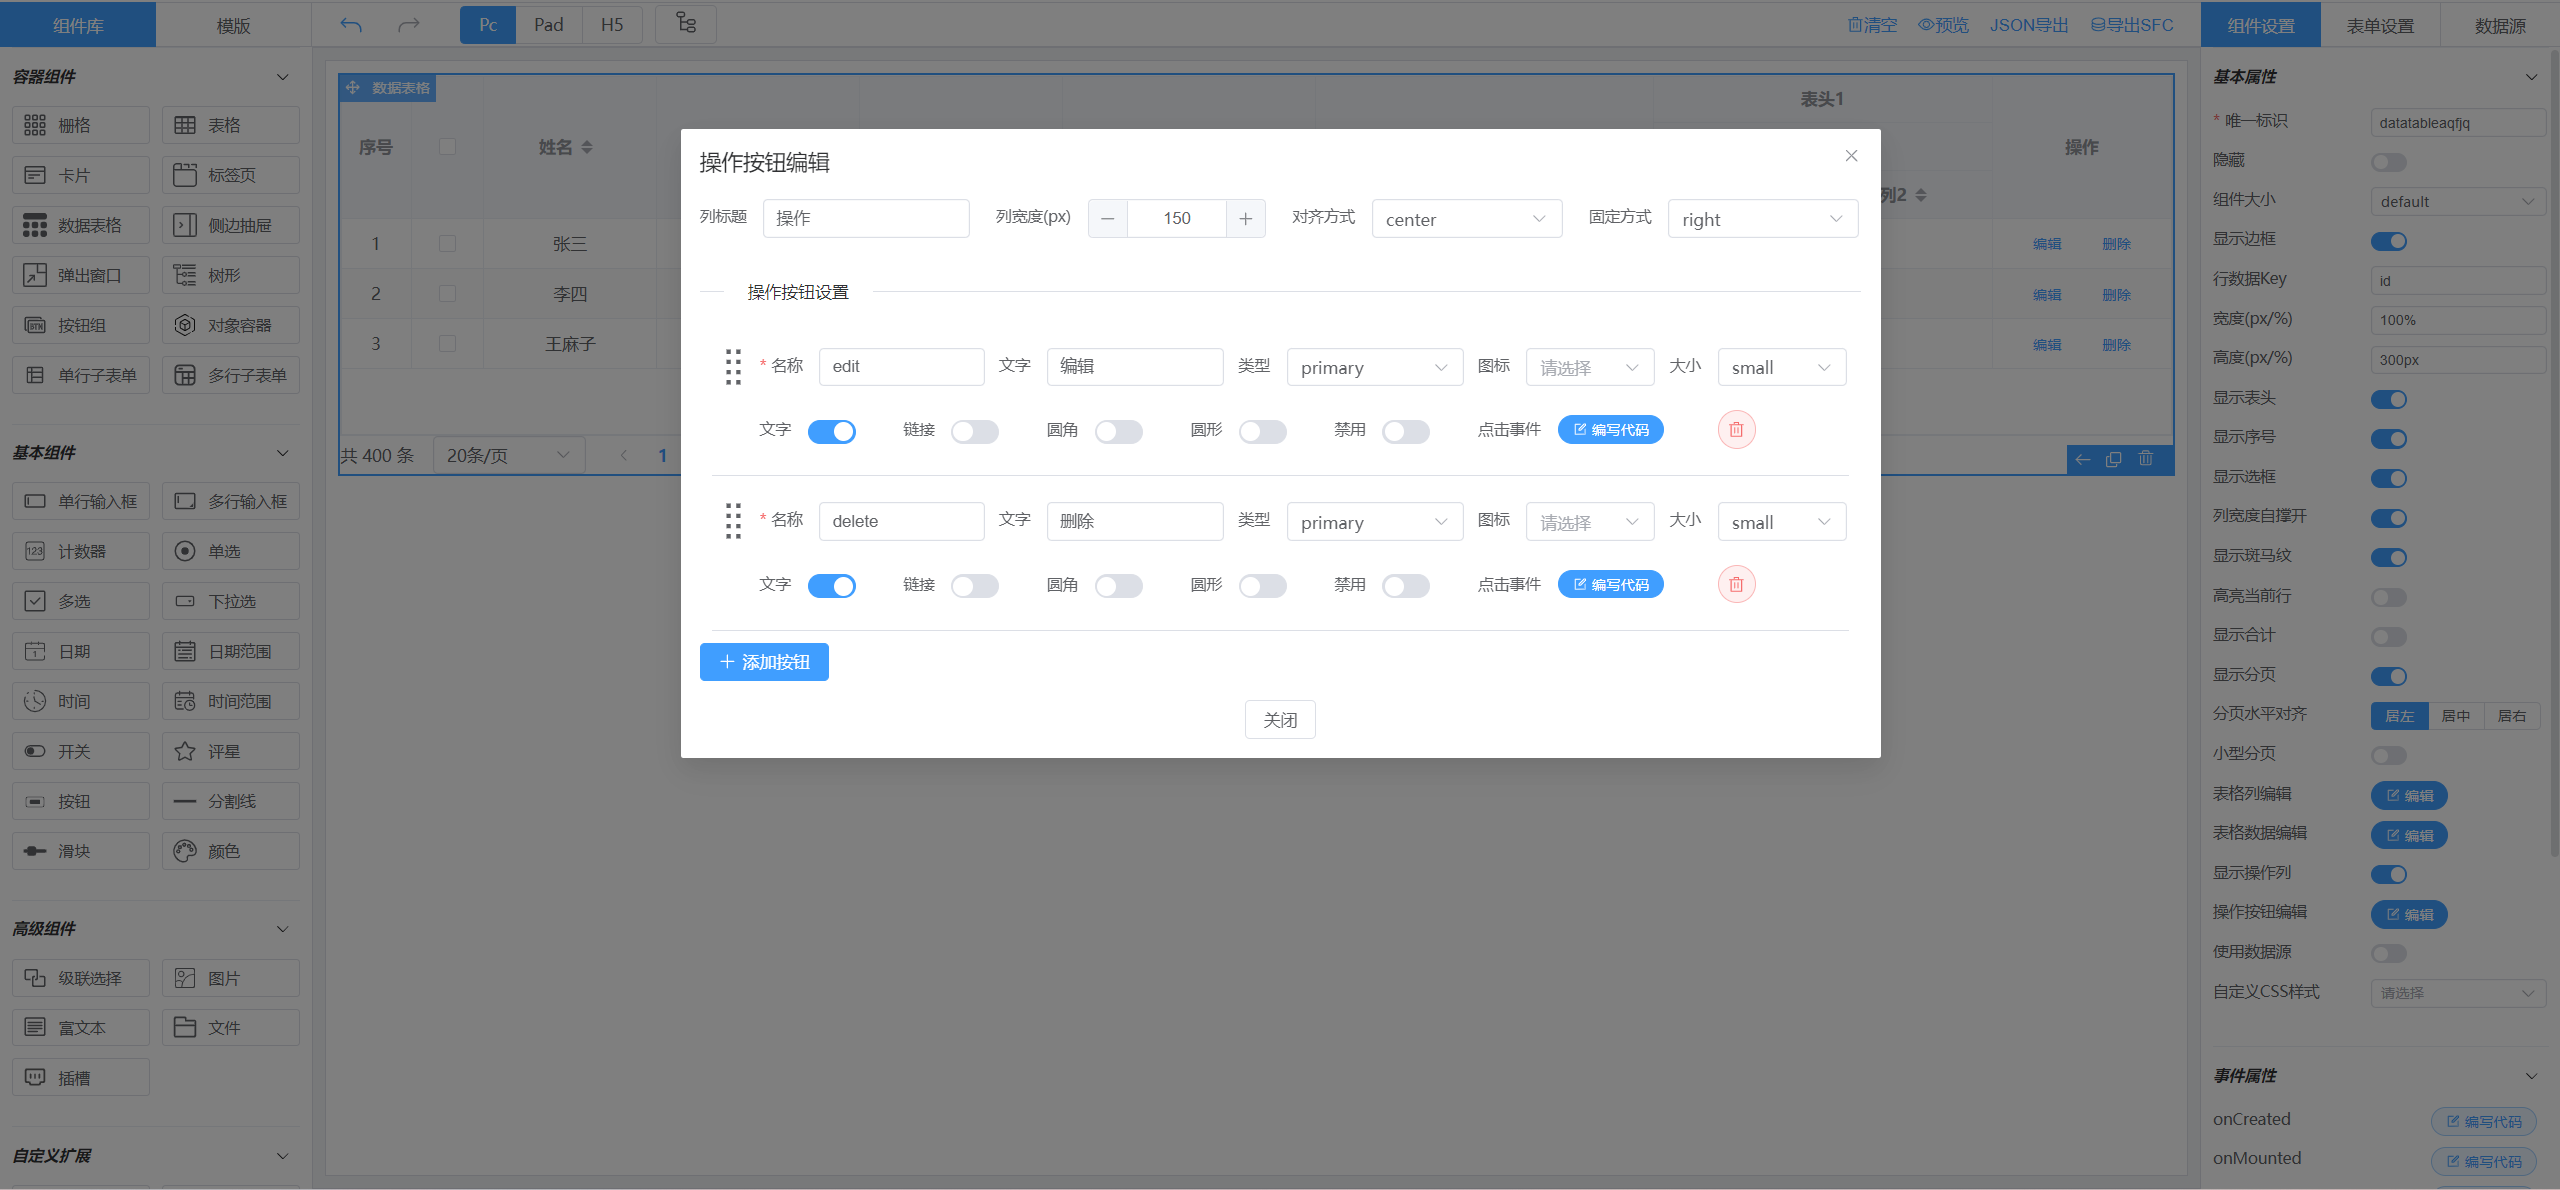 组件库 模版 Pc Pad H5 清空 预览 JSON导出 导出SFC 组件设置 表单设置 数据源
容器组件
栅格 表格
卡片 标签页
数据表格 侧边抽屉
弹出窗口 树形
按钮组 对象容器
单行子表单 多行子表单
基本组件
单行输入框 多行输入框
计数器 单选
多选 下拉选
日期 日期范围
时间 时间范围
开关 评星
按钮 分割线
滑块 颜色
高级组件
级联选择 图片
富文本 文件
插槽
自定义扩展
数据表格
表头1
序号 姓名 列2 操作
1 张三 编辑 删除
2 李四 编辑 删除
3 王麻子 编辑 删除
共 400 条 20条/页 1
操作按钮编辑
列标题 操作 列宽度(px) 150 对齐方式 center 固定方式 right
操作按钮设置
* 名称 edit 文字 编辑 类型 primary 图标 请选择 大小 small
文字 链接 圆角 圆形 禁用 点击事件 编写代码
* 名称 delete 文字 删除 类型 primary 图标 请选择 大小 small
文字 链接 圆角 圆形 禁用 点击事件 编写代码
添加按钮
关闭
基本属性
* 唯一标识 datatableaqfjq
隐藏
组件大小 default
显示边框
行数据Key id
宽度(px/%) 100%
高度(px/%) 300px
显示表头
显示序号
显示选框
列宽度自撑开
显示斑马纹
高亮当前行
显示合计
显示分页
分页水平对齐 居左 居中 居右
小型分页
表格列编辑 编辑
表格数据编辑 编辑
显示操作列
操作按钮编辑 编辑
使用数据源
自定义CSS样式 请选择
事件属性
onCreated 编写代码
onMounted 编写代码